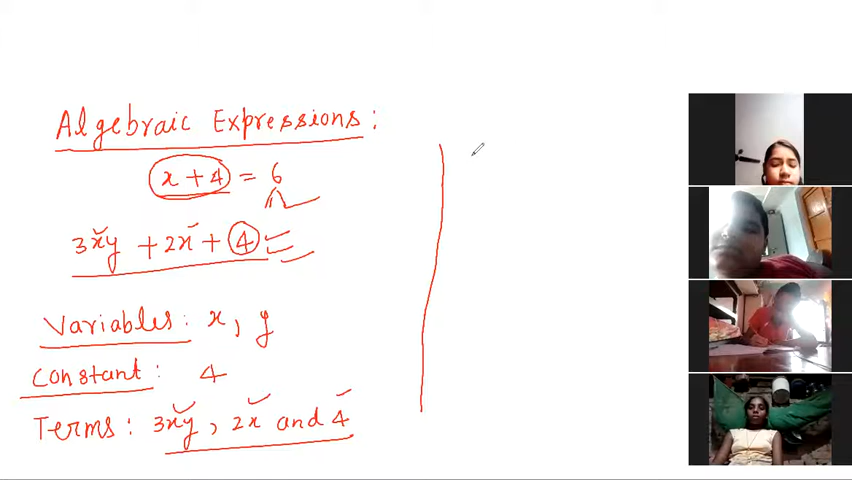 Algebraic Expressions:
x + 4 = 6
3xy + 2x + 4
Variables: x, y
Constant: 4
Terms: 3xy, 2x and 4